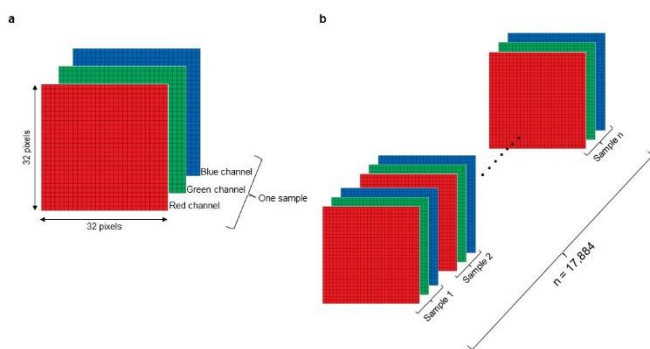 a
b
32 pixels
Blue channel
Green channel
Red channel
One sample
32 pixels
Sample n
Sample 2
Sample 1
n = 17,884